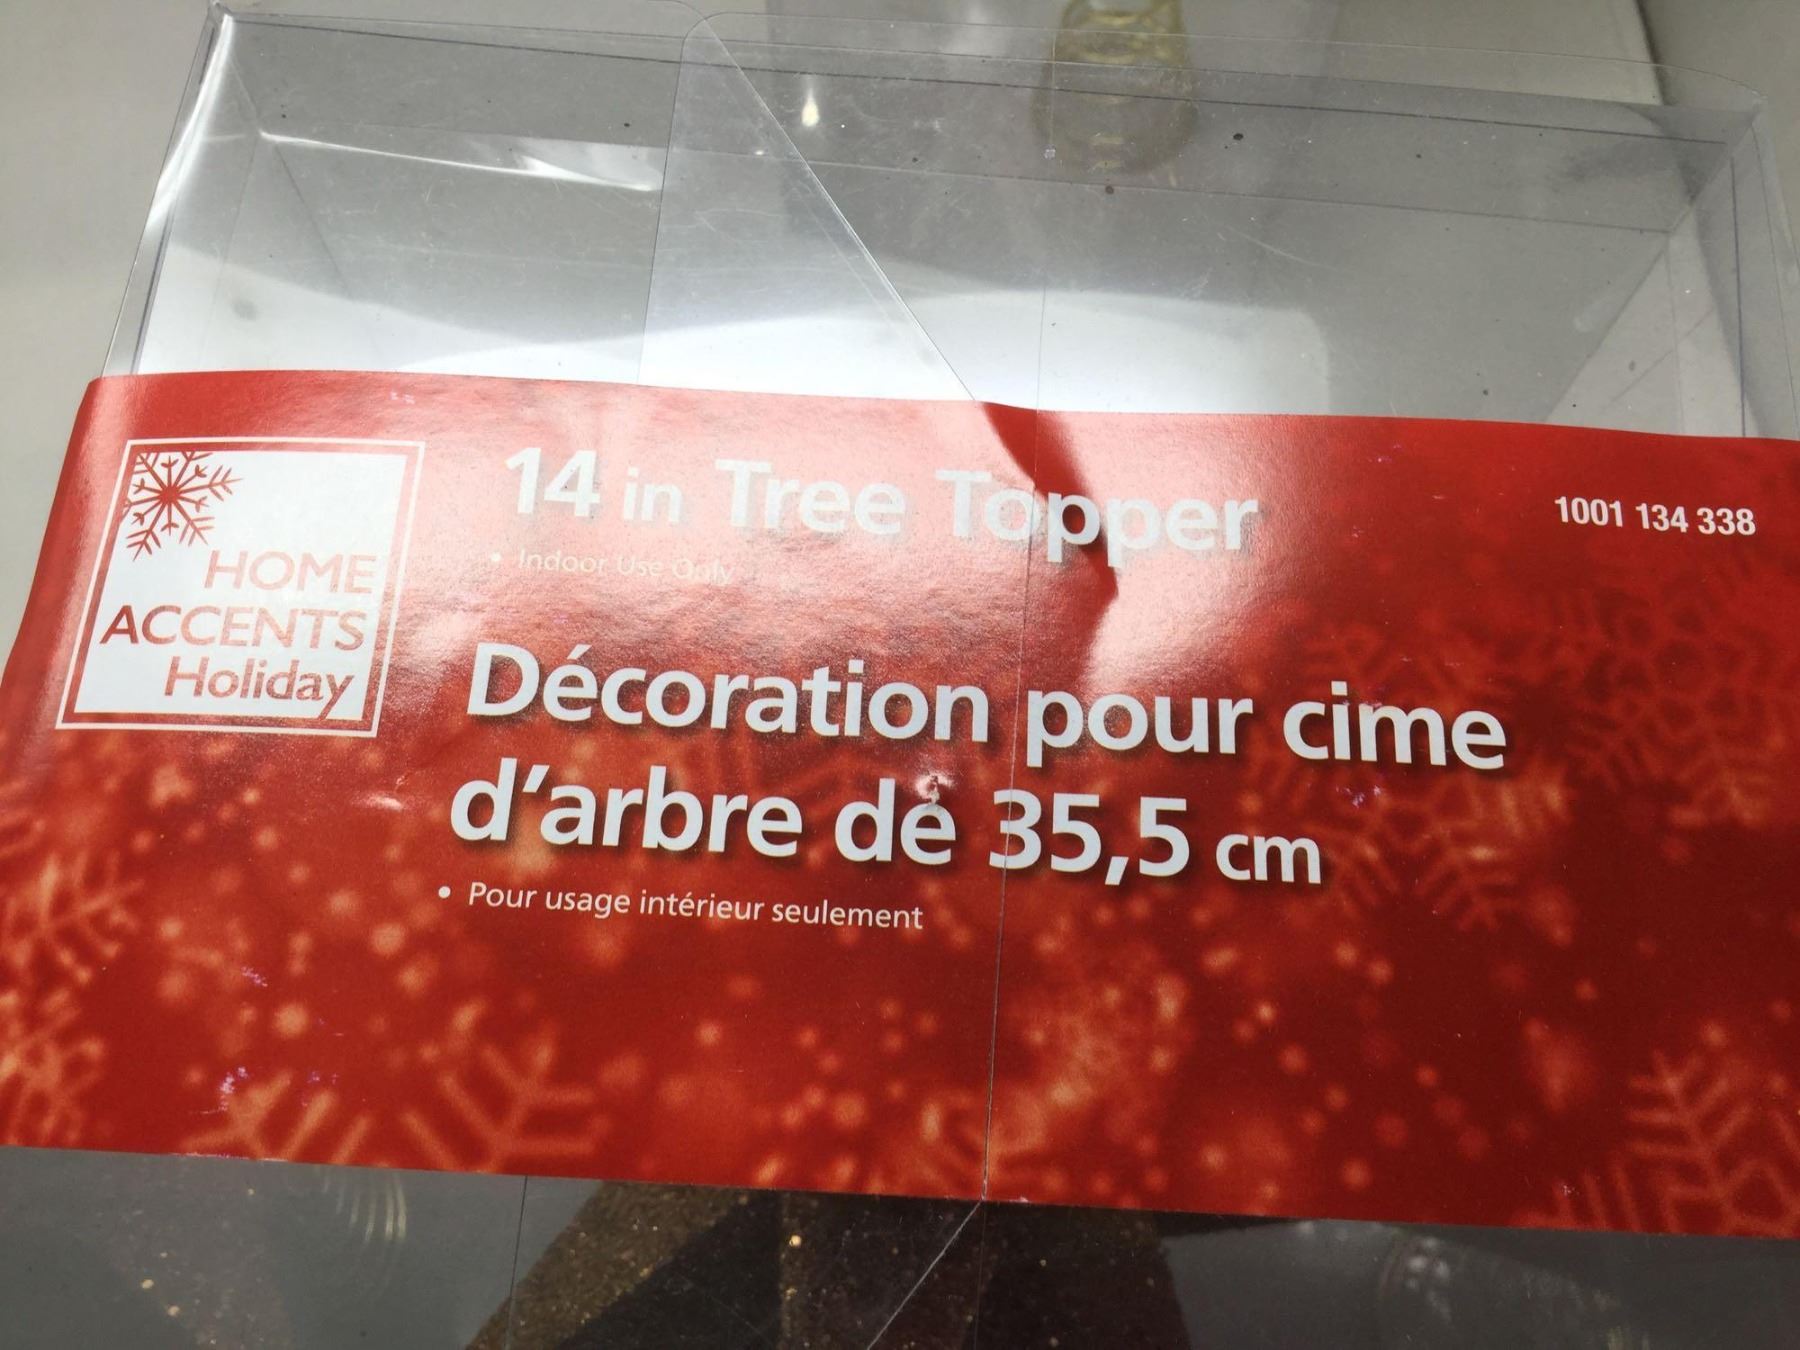 HOME
ACCENTS
Holiday
14 in Tree Topper
• Indoor Use Only
1001 134 338
Décoration pour cime
d'arbre de 35,5 cm
• Pour usage intérieur seulement